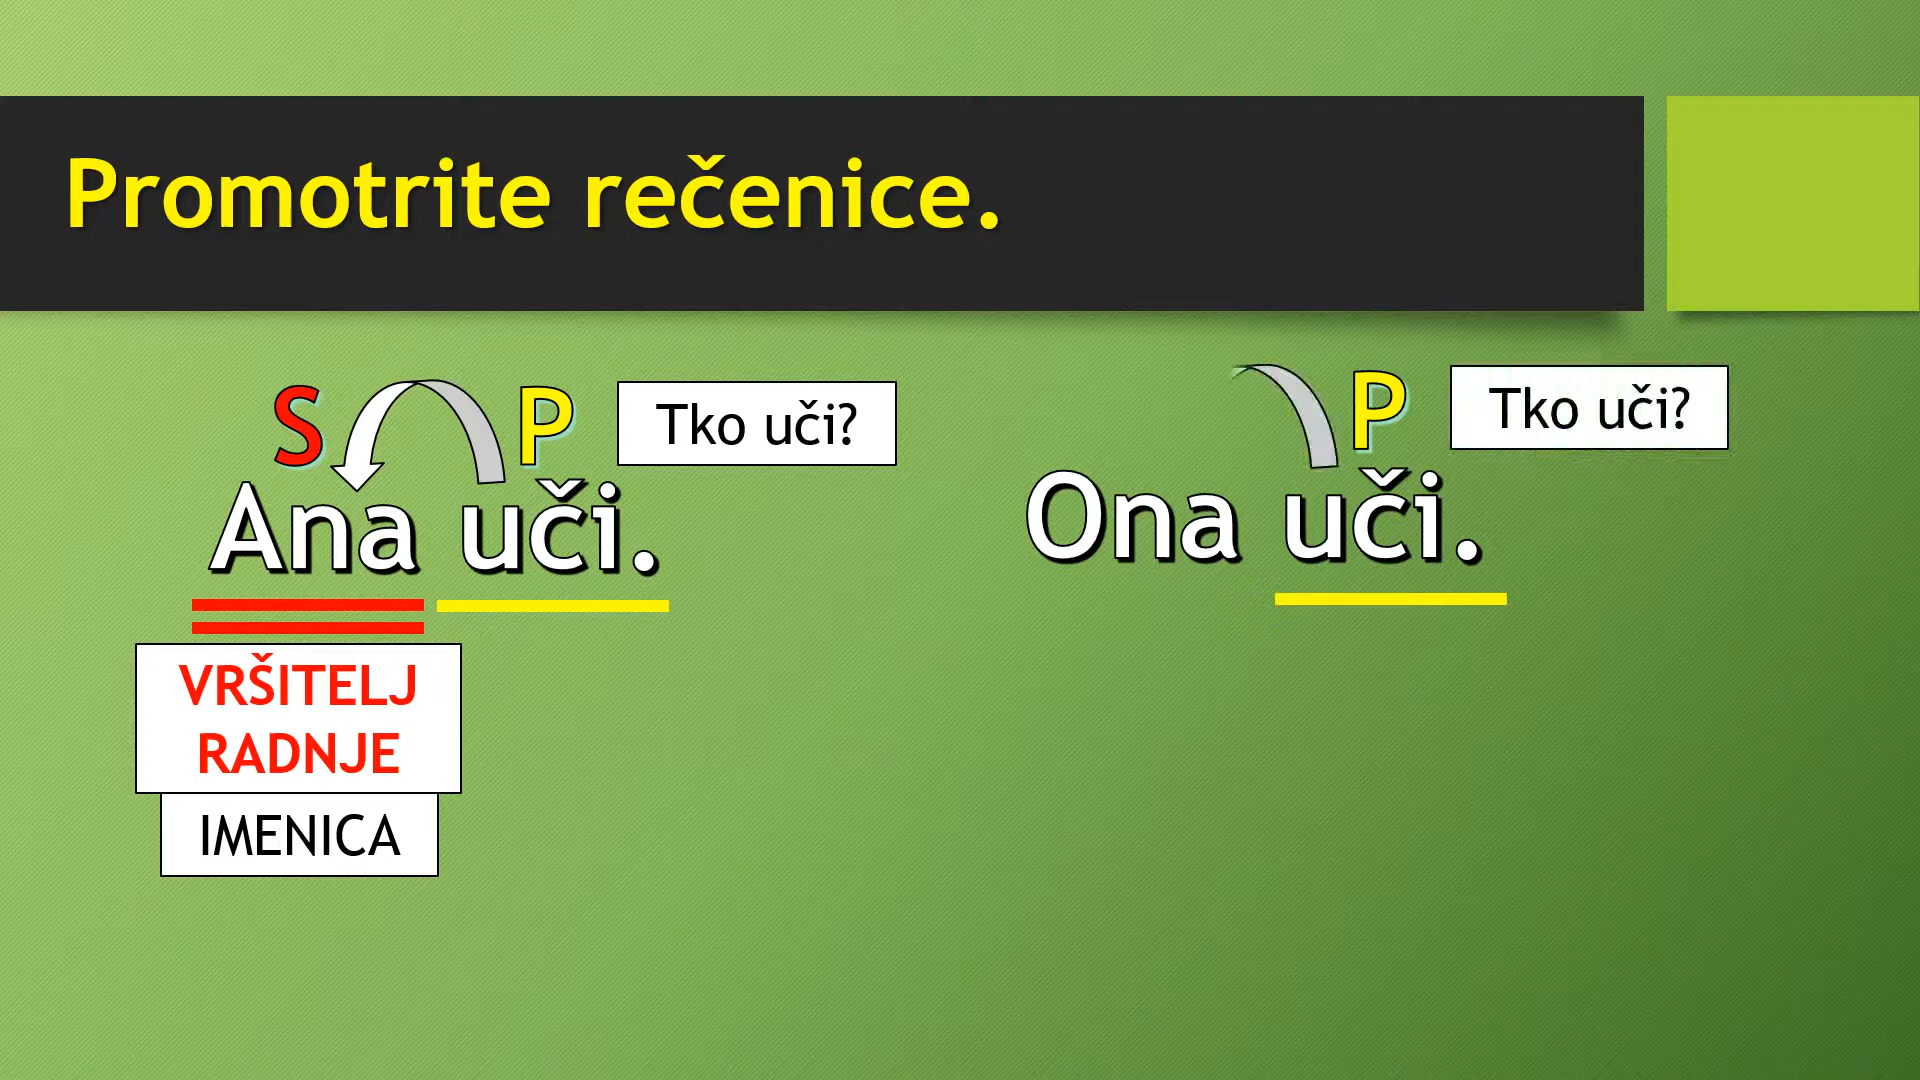 Promotrite rečenice.
S P Tko uči?
Ana uči.
VRŠITELJ
RADNJE
IMENICA
P Tko uči?
Ona uči.